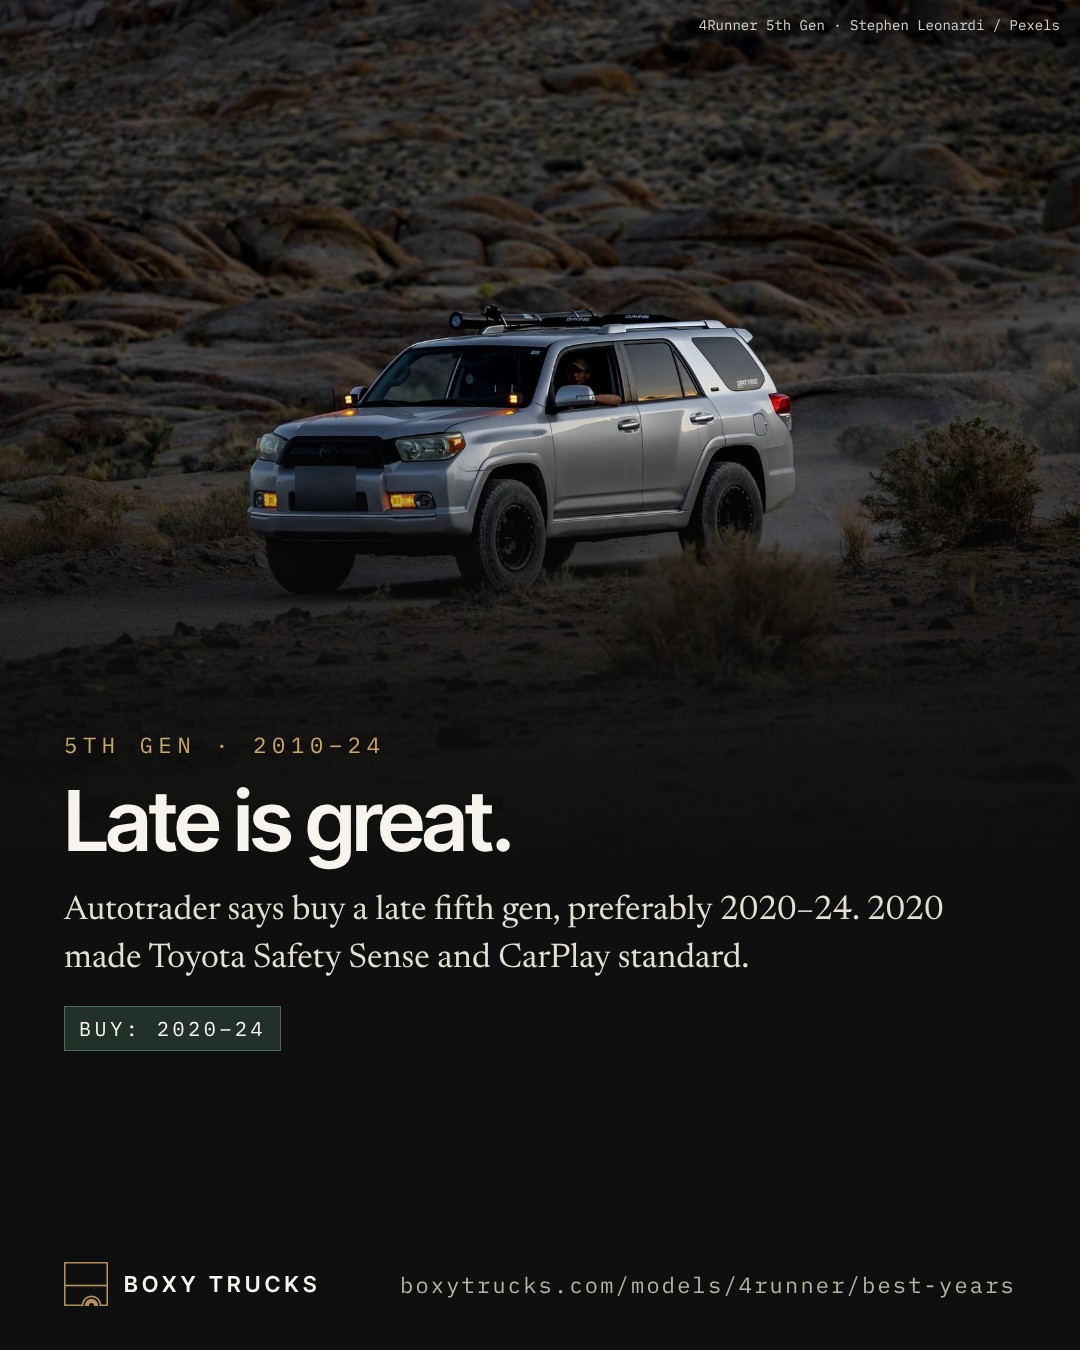 4Runner 5th Gen · Stephen Leonardi / Pexels
DAKINE DAKINE
5TH GEN · 2010–24
Late is great.
Autotrader says buy a late fifth gen, preferably 2020–24. 2020
made Toyota Safety Sense and CarPlay standard.
BUY: 2020–24
BOXY TRUCKS
boxytrucks.com/models/4runner/best-years